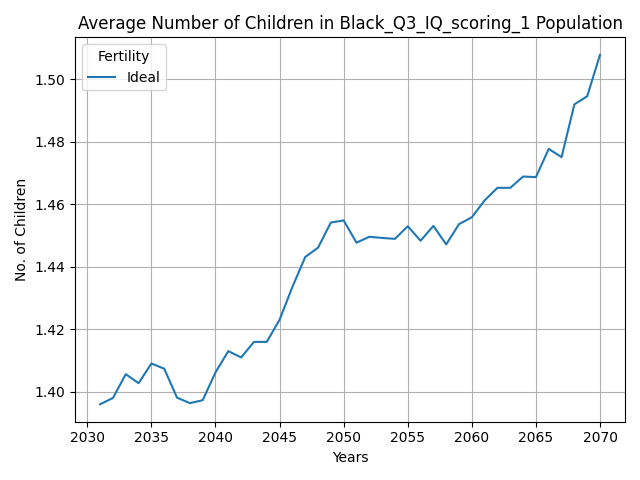 Average Number of Children in Black_Q3_IQ_scoring_1 Population
Fertility
Ideal
No. of Children
1.50
1.48
1.46
1.44
1.42
1.40
2030 2035 2040 2045 2050 2055 2060 2065 2070
Years